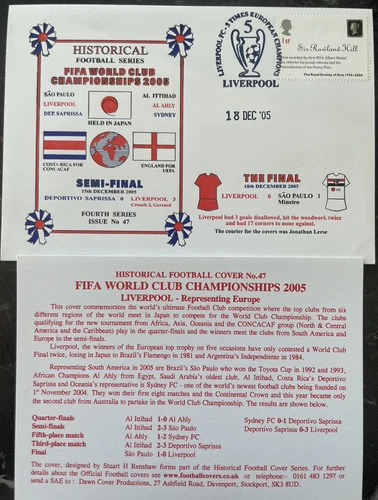 HISTORICAL
FOOTBALL SERIES
FIFA WORLD CLUB
CHAMPIONSHIPS 2005
SÃO PAULO
LIVERPOOL
DEP. SAPRISSA
AL ITTIHAD
AL AHLY
SYDNEY
HELD IN JAPAN
COSTA RICA FOR
CONCACAF
ENGLAND FOR
UEFA
SEMI-FINAL
15th DECEMBER 2005
DEPORTIVO SAPRISSA 0 LIVERPOOL 3
Crouch 2, Gerrard
FOURTH SERIES
ISSUE No 47
LIVERPOOL FC 5 TIMES EUROPEAN CHAMPIONS
5
LIVERPOOL
18 DEC '05
1st
Sir Rowland Hill
The Royal Society of Arts 1754-2004
THE FINAL
18th DECEMBER 2005
LIVERPOOL 0 SÃO PAULO 1
Mineiro
Liverpool had 3 goals disallowed, hit the woodwork twice
and had 17 corners to none against.
The courier for the cover was Jonathan Leese
HISTORICAL FOOTBALL COVER No.47
FIFA WORLD CLUB CHAMPIONSHIPS 2005
LIVERPOOL - Representing Europe
This cover commemorates the world's ultimate Football Club competition where the top clubs from six
different regions of the world meet in Japan to compete for the World Club Championship. The clubs
qualifying for the new tournament from Africa, Asia, Oceania and the CONCACAF group (North & Central
America and the Caribbean) play in the quarter-finals and the winners meet the clubs from South America and
Europe in the semi-finals.
Liverpool, the winners of the European top trophy on five occasions have only contested a World Club
Final twice, losing in Japan to Brazil's Flamengo in 1981 and Argentina's Independiente in 1984.
Representing South America in 2005 are Brazil's São Paulo who won the Toyota Cup in 1992 and 1993,
African Champions Al Ahly from Egypt, Saudi Arabia's oldest club, Al Ittihad, Costa Rica's Deportivo
Saprissa and Oceania's representative is Sydney FC - one of the world's newest football clubs being founded on
1st November 2004. They won their first eight matches and the Continental Crown and this year became only
the second club from Australia to partake in the World Club Championship. The results are shown below.
Quarter-finals Al Ittihad 1-0 Al Ahly Sydney FC 0-1 Deportivo Saprissa
Semi-finals Al Ittihad 2-3 São Paulo Deportivo Saprissa 0-3 Liverpool
Fifth-place match Al Ahly 1-2 Sydney FC
Third-place match Al Ittihad 2-3 Deportivo Saprissa
Final São Paulo 1-0 Liverpool
The cover, designed by Stuart H Renshaw forms part of the Historical Football Cover Series. For further
details about the Official Football covers see www.footballcovers.co.uk or telephone: 0161 483 1297 or
send a SAE to : Dawn Cover Productions, 27 Ashfield Road, Davenport, Stockport, SK3 8UD.